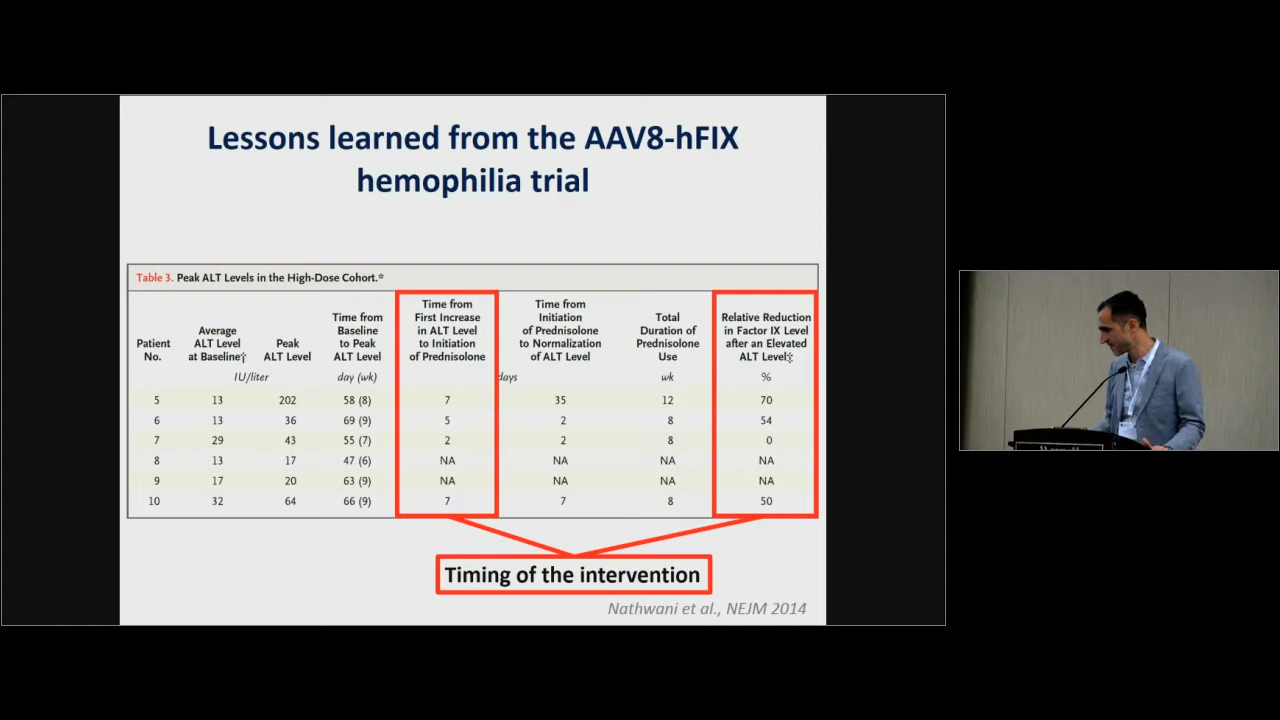 Lessons learned from the AAV8-hFIX
hemophilia trial
Table 3. Peak ALT Levels in the High-Dose Cohort.*
Patient No. Average ALT Level at Baseline† Peak ALT Level Time from Baseline to Peak ALT Level Time from First Increase in ALT Level to Initiation of Prednisolone Time from Initiation of Prednisolone to Normalization of ALT Level Total Duration of Prednisolone Use Relative Reduction in Factor IX Level after an Elevated ALT Level‡
IU/liter day (wk) days wk %
5 13 202 58 (8) 7 35 12 70
6 13 36 69 (9) 5 2 8 54
7 29 43 55 (7) 2 2 8 0
8 13 17 47 (6) NA NA NA NA
9 17 20 63 (9) NA NA NA NA
10 32 64 66 (9) 7 7 8 50
Timing of the intervention
Nathwani et al., NEJM 2014